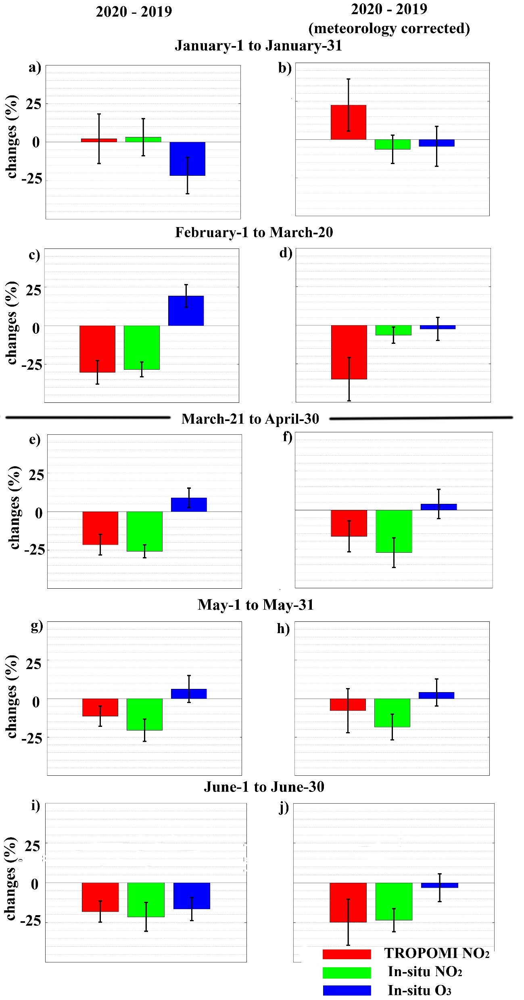 2020 - 2019
2020 - 2019
(meteorology corrected)
January-1 to January-31
a)
b)
changes (%)
25
0
-25
February-1 to March-20
c)
d)
changes (%)
25
0
-25
March-21 to April-30
e)
f)
changes (%)
25
0
-25
May-1 to May-31
g)
h)
changes (%)
25
0
-25
June-1 to June-30
i)
j)
changes (%)
25
0
-25
TROPOMI NO₂
In-situ NO₂
In-situ O₃